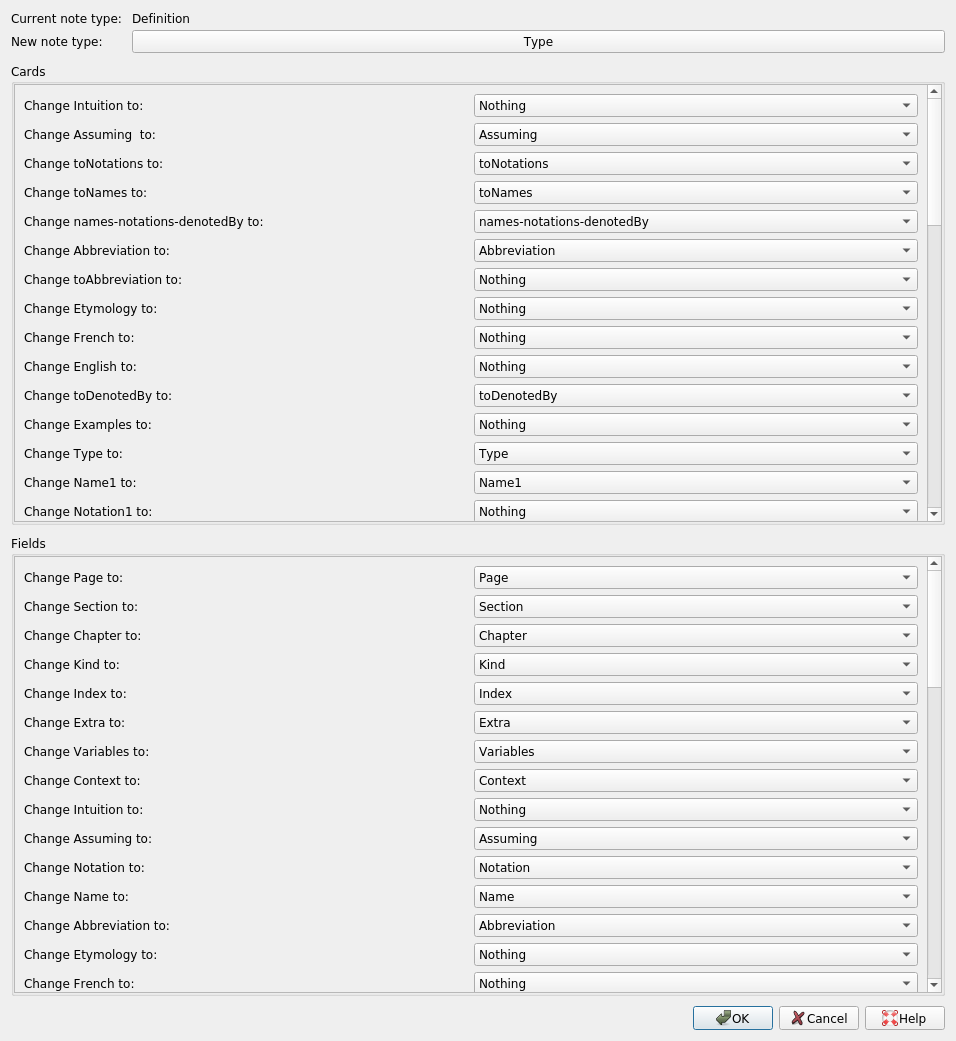 Current note type: Definition
New note type: Type
Cards
Change Intuition to: Nothing
Change Assuming  to: Assuming
Change toNotations to: toNotations
Change toNames to: toNames
Change names-notations-denotedBy to: names-notations-denotedBy
Change Abbreviation to: Abbreviation
Change toAbbreviation to: Nothing
Change Etymology to: Nothing
Change French to: Nothing
Change English to: Nothing
Change toDenotedBy to: toDenotedBy
Change Examples to: Nothing
Change Type to: Type
Change Name1 to: Name1
Change Notation1 to: Nothing
Fields
Change Page to: Page
Change Section to: Section
Change Chapter to: Chapter
Change Kind to: Kind
Change Index to: Index
Change Extra to: Extra
Change Variables to: Variables
Change Context to: Context
Change Intuition to: Nothing
Change Assuming to: Assuming
Change Notation to: Notation
Change Name to: Name
Change Abbreviation to: Abbreviation
Change Etymology to: Nothing
Change French to: Nothing
OK Cancel Help